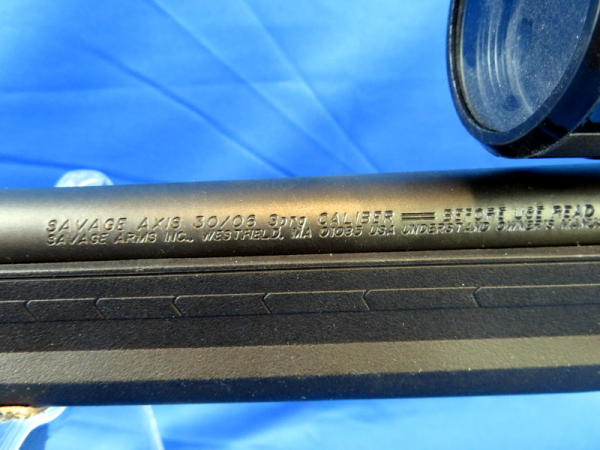 SAVAGE AXIS 30/06 Sprg CALIBER BEFORE USE READ
SAVAGE ARMS INC., WESTFIELD, MA 01085 USA UNDERSTAND OWNER'S